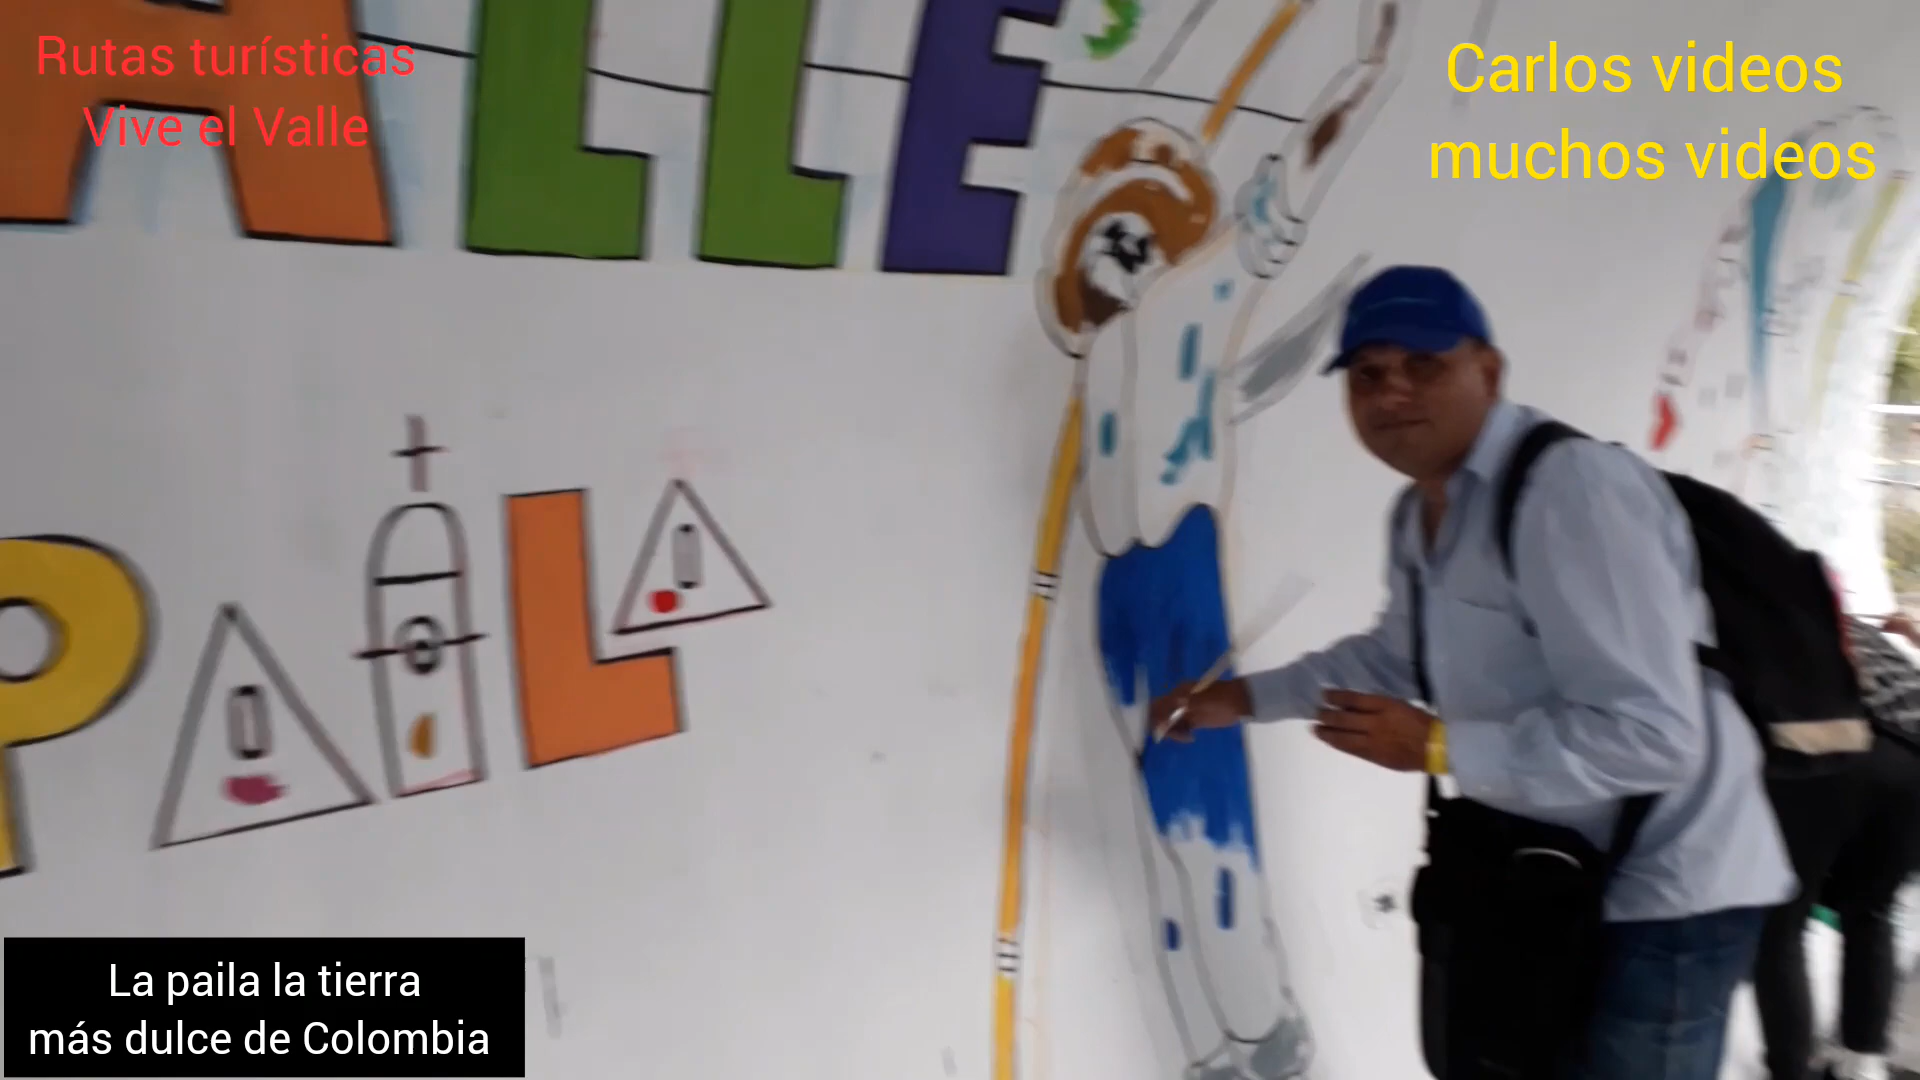 Rutas turísticas
Vive el Valle
Carlos videos
muchos videos
ALLE
PAILA
La paila la tierra
más dulce de Colombia